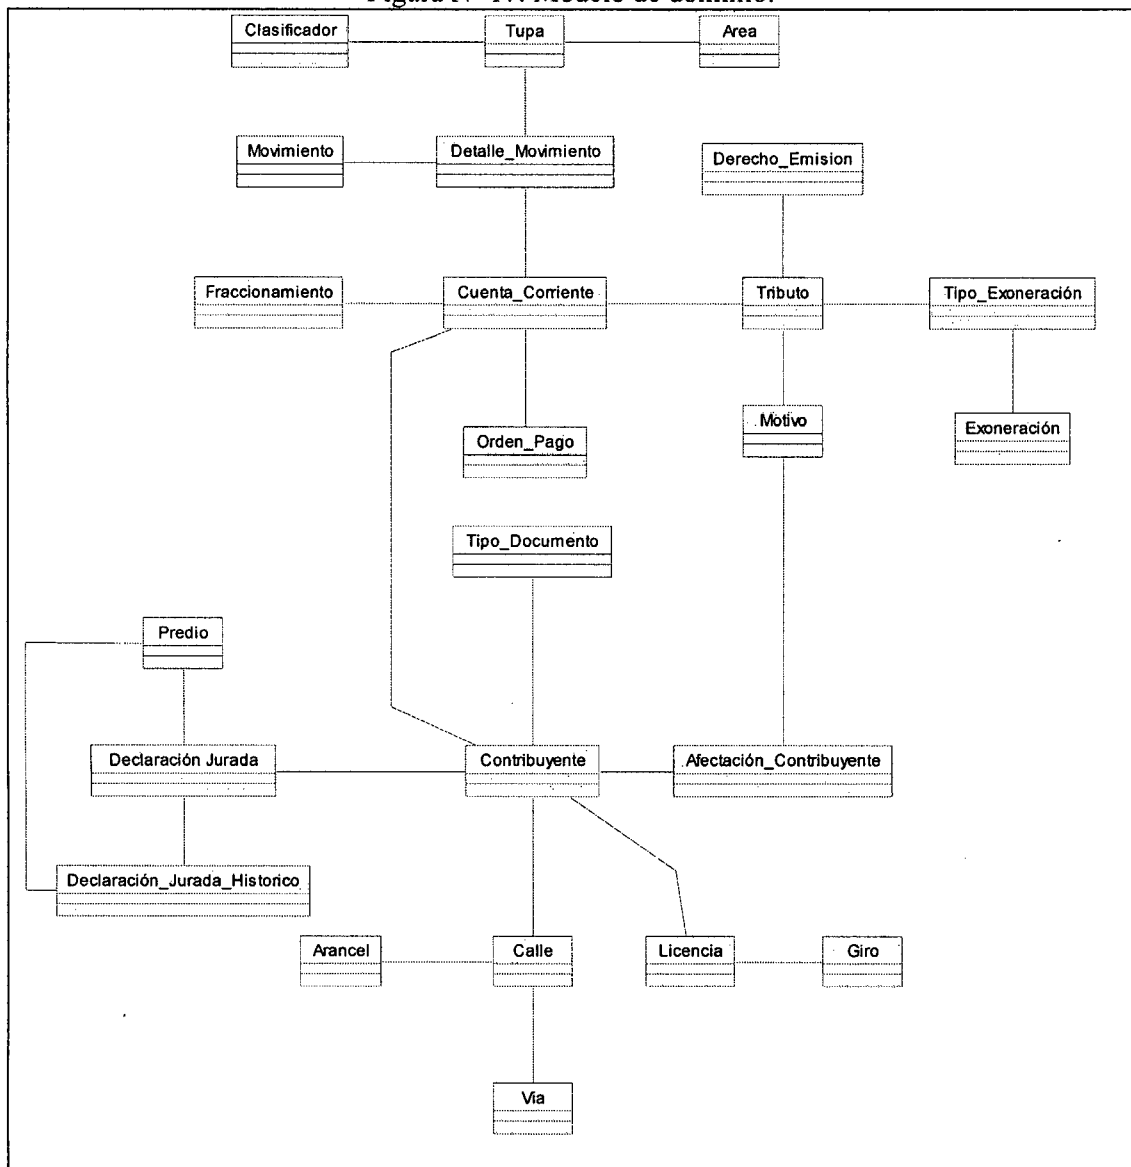 Clasificador
Tupa
Area
Movimiento
Detalle_Movimiento
Derecho_Emision
Fraccionamiento
Cuenta_Corriente
Tributo
Tipo_Exoneración
Orden_Pago
Motivo
Exoneración
Tipo_Documento
Predio
Declaración Jurada
Contribuyente
Afectación_Contribuyente
Declaración_Jurada_Historico
Arancel
Calle
Licencia
Giro
Via